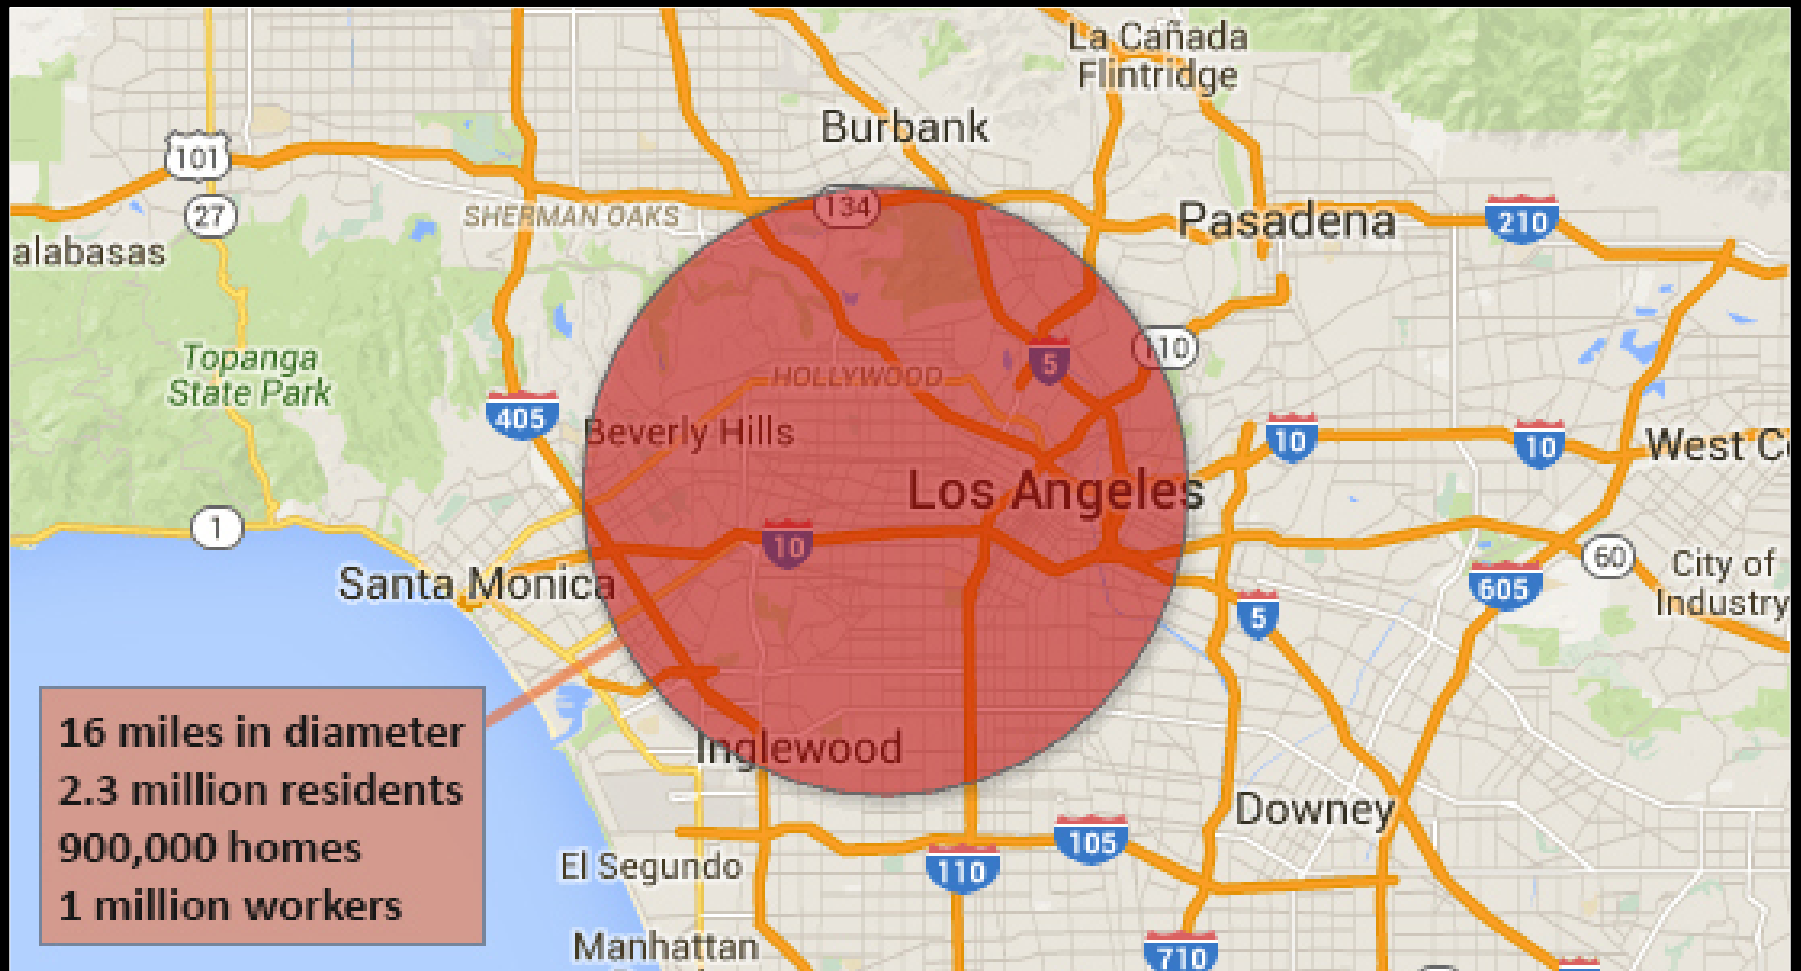 La Cañada
Flintridge
Burbank
101
27
SHERMAN OAKS
134
Pasadena
210
alabasas
Topanga
State Park
5
110
HOLLYWOOD
405
Beverly Hills
10
10
West C
Los Angeles
1
10
60
City of
Industry
Santa Monica
605
5
16 miles in diameter
2.3 million residents
900,000 homes
1 million workers
Inglewood
Downey
105
El Segundo
110
Manhattan
710